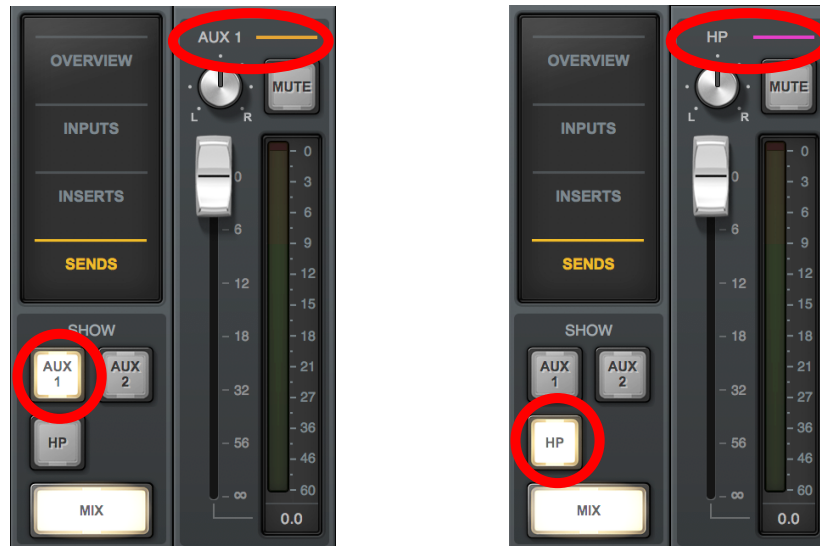 OVERVIEW
INPUTS
INSERTS
SENDS
SHOW
AUX
1
AUX
2
HP
MIX
AUX 1
L
R
MUTE
0
6
12
18
32
56
∞
0
3
6
9
12
15
18
21
27
36
46
60
0.0
OVERVIEW
INPUTS
INSERTS
SENDS
SHOW
AUX
1
AUX
2
HP
MIX
HP
L
R
MUTE
0
6
12
18
32
56
∞
0
3
6
9
12
15
18
21
27
36
46
60
0.0